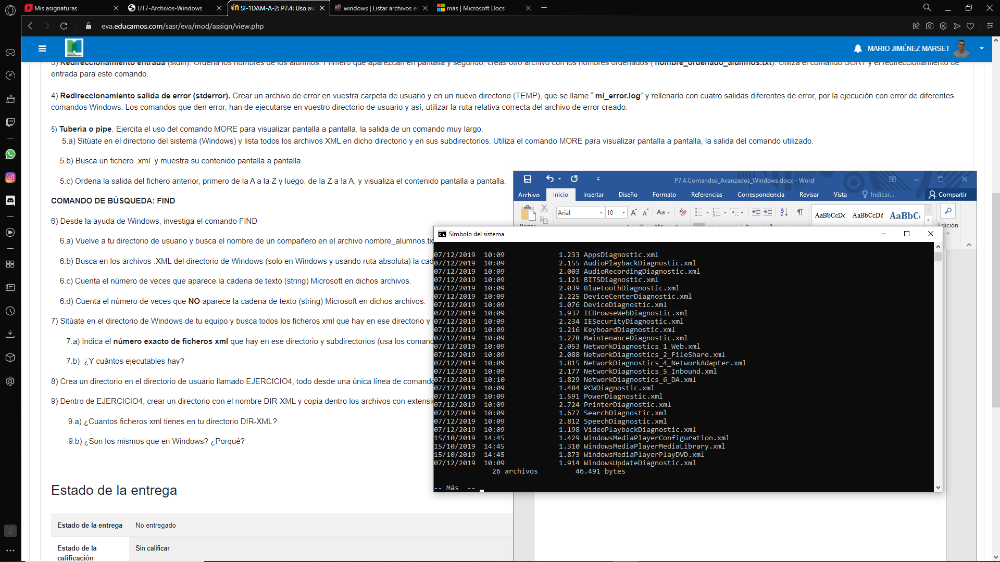 Mis asignaturas
UT7-Archivos-Windows
SI-1DAM-A-2: P7.4: Uso av
windows | Listar archivos es
más | Microsoft Docs
eva.educamos.com/sasr/eva/mod/assign/view.php
MARIO JIMÉNEZ MARSET
3) Redireccionamiento entrada (stdin). Ordena los nombres de los alumnos. Primero que aparezcan en pantalla y segundo, creas otro archivo con los nombres ordenados ( nombre_ordenado_alumnos.txt). Utiliza el comando SORT y el redireccionamiento de
entrada para este comando.
4) Redireccionamiento salida de error (stderror). Crear un archivo de error en vuestra carpeta de usuario y en un nuevo directorio (TEMP), que se llame “ mi_error.log” y rellenarlo con cuatro salidas diferentes de error, por la ejecución con error de diferentes
comandos Windows. Los comandos que den error, han de ejecutarse en vuestro directorio de usuario y así, utilizar la ruta relativa correcta del archivo de error creado.
5) Tubería o pipe. Ejercita el uso del comando MORE para visualizar pantalla a pantalla, la salida de un comando muy largo.
5.a) Sitúate en el directorio del sistema (Windows) y lista todos los archivos XML en dicho directorio y en sus subdirectorios. Utiliza el comando MORE para visualizar pantalla a pantalla, la salida del comando utilizado.
5.b) Busca un fichero .xml y muestra su contenido pantalla a pantalla.
5.c) Ordena la salida del fichero anterior, primero de la A a la Z y luego, de la Z a la A, y visualiza el contenido pantalla a pantalla.
COMANDO DE BÚSQUEDA: FIND
6) Desde la ayuda de Windows, investiga el comando FIND
6.a) Vuelve a tu directorio de usuario y busca el nombre de un compañero en el archivo nombre_alumnos.tx
6.b) Busca en los archivos .XML del directorio de Windows (solo en Windows y usando ruta absoluta) la cad
6.c) Cuenta el número de veces que aparece la cadena de texto (string) Microsoft en dichos archivos.
6.d) Cuenta el número de veces que NO aparece la cadena de texto (string) Microsoft en dichos archivos.
7) Sitúate en el directorio de Windows de tu equipo y busca todos los ficheros xml que hay en ese directorio y s
7.a) Indica el número exacto de ficheros xml que hay en ese directorio y subdirectorios (usa los comand
7.b) ¿Y cuántos ejecutables hay?
8) Crea un directorio en el directorio de usuario llamado EJERCICIO4, todo desde una única línea de comando
9) Dentro de EJERCICIO4, crear un directorio con el nombre DIR-XML y copia dentro los archivos con extensi
9.a) ¿Cuantos ficheros xml tienes en tu directorio DIR-XML?
9.b) ¿Son los mismos que en Windows? ¿Porqué?
Estado de la entrega
Estado de la entrega No entregado
Estado de la calificación Sin calificar
P7.4.Comandos_Avanzados_Windows.docx - Word
Archivo Inicio Insertar Diseño Formato Referencias Correspondencia Revisar Vista Indicar... Compartir
Arial 10 Aa AaBbCcDd AaBbCcDd AaBbC
Edición
Símbolo del sistema
07/12/2019 10:09 1.233 AppsDiagnostic.xml
07/12/2019 10:09 2.155 AudioPlaybackDiagnostic.xml
07/12/2019 10:09 2.003 AudioRecordingDiagnostic.xml
07/12/2019 10:09 1.121 BITSDiagnostic.xml
07/12/2019 10:09 2.039 BluetoothDiagnostic.xml
07/12/2019 10:09 2.225 DeviceCenterDiagnostic.xml
07/12/2019 10:09 1.076 DeviceDiagnostic.xml
07/12/2019 10:09 1.937 IEBrowseWebDiagnostic.xml
07/12/2019 10:09 2.234 IESecurityDiagnostic.xml
07/12/2019 10:09 1.216 KeyboardDiagnostic.xml
07/12/2019 10:09 1.278 MaintenanceDiagnostic.xml
07/12/2019 10:09 2.053 NetworkDiagnostics_1_Web.xml
07/12/2019 10:09 2.088 NetworkDiagnostics_2_FileShare.xml
07/12/2019 10:09 1.815 NetworkDiagnostics_4_NetworkAdapter.xml
07/12/2019 10:09 2.177 NetworkDiagnostics_5_Inbound.xml
07/12/2019 10:10 1.829 NetworkDiagnostics_6_DA.xml
07/12/2019 10:09 1.484 PCWDiagnostic.xml
07/12/2019 10:09 1.591 PowerDiagnostic.xml
07/12/2019 10:09 2.724 PrinterDiagnostic.xml
07/12/2019 10:09 1.677 SearchDiagnostic.xml
07/12/2019 10:09 2.812 SpeechDiagnostic.xml
07/12/2019 10:09 1.198 VideoPlaybackDiagnostic.xml
15/10/2019 14:45 1.429 WindowsMediaPlayerConfiguration.xml
15/10/2019 14:45 1.310 WindowsMediaPlayerMediaLibrary.xml
15/10/2019 14:45 1.873 WindowsMediaPlayerPlayDVD.xml
07/12/2019 10:09 1.914 WindowsUpdateDiagnostic.xml
26 archivos 46.491 bytes
-- Más --